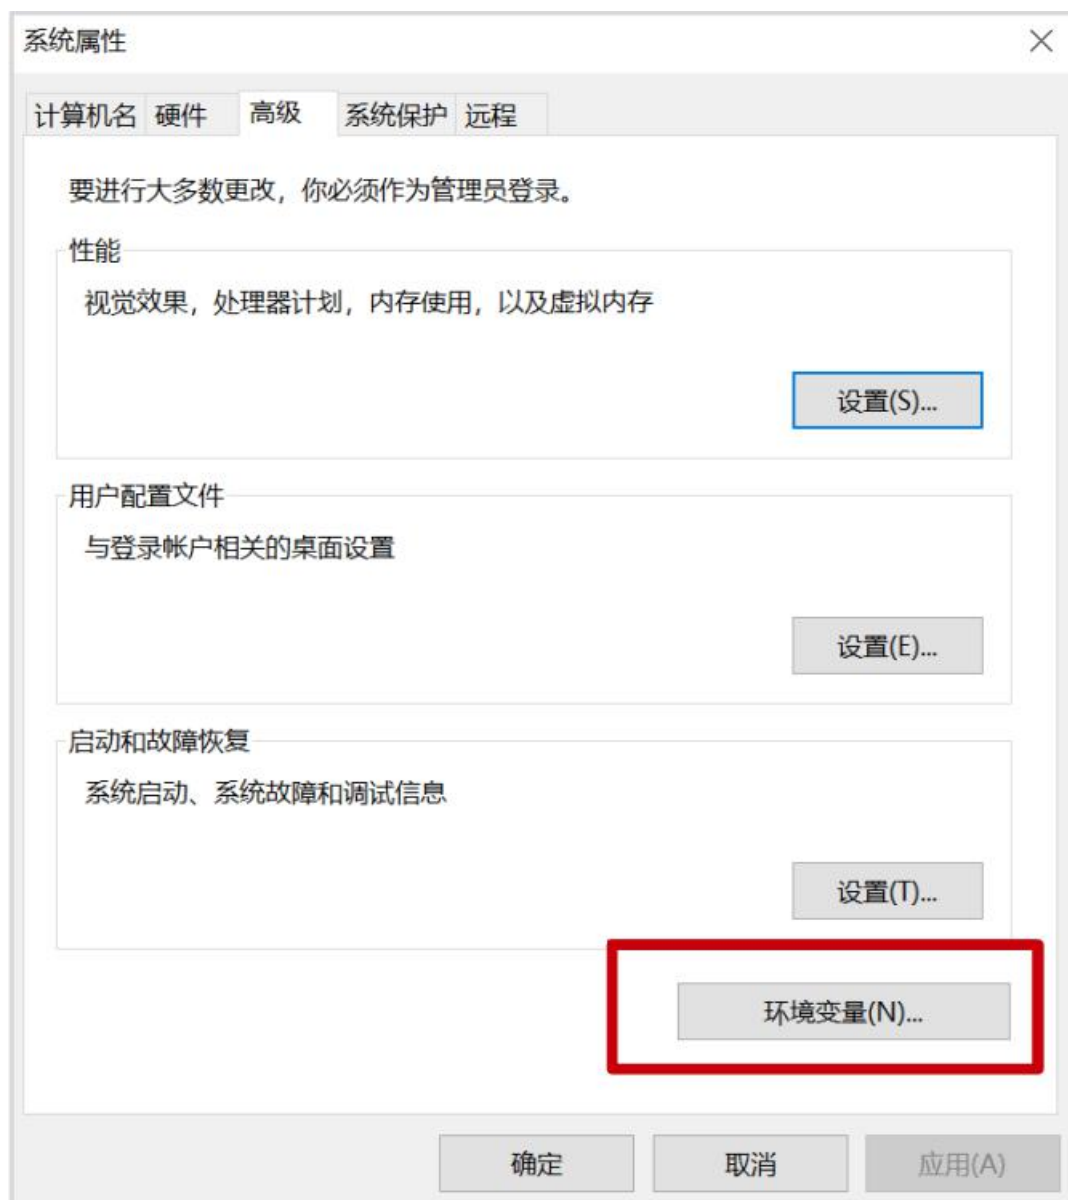 系统属性
计算机名 硬件 高级 系统保护 远程
要进行大多数更改，你必须作为管理员登录。
性能
视觉效果，处理器计划，内存使用，以及虚拟内存
设置(S)...
用户配置文件
与登录帐户相关的桌面设置
设置(E)...
启动和故障恢复
系统启动、系统故障和调试信息
设置(T)...
环境变量(N)...
确定 取消 应用(A)